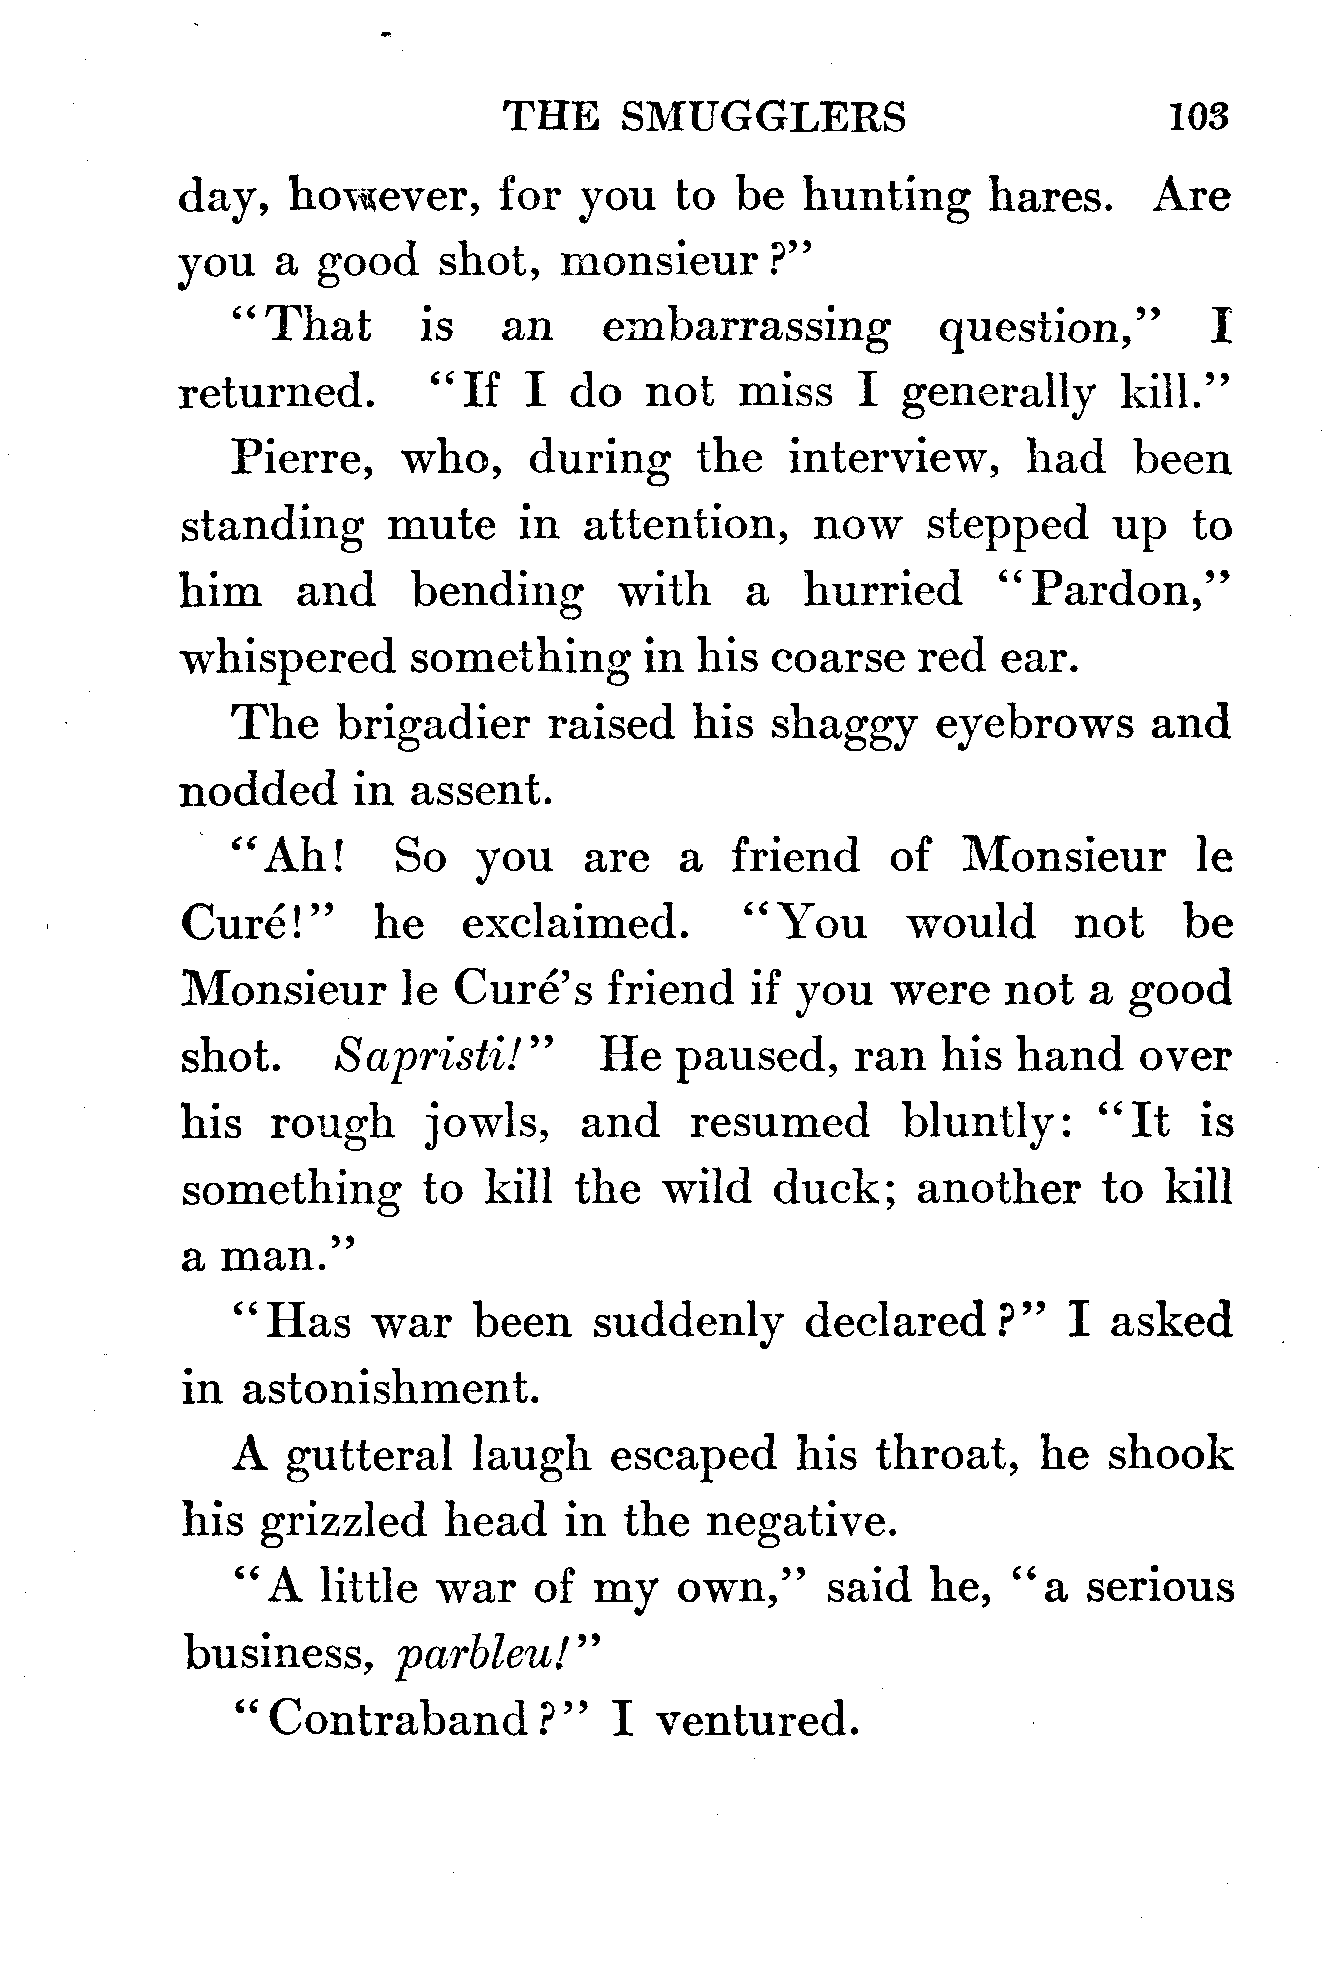 THE SMUGGLERS 103
day, however, for you to be hunting hares. Are
you a good shot, monsieur?"
"That is an embarrassing question," I
returned. "If I do not miss I generally kill."
Pierre, who, during the interview, had been
standing mute in attention, now stepped up to
him and bending with a hurried "Pardon,"
whispered something in his coarse red ear.
The brigadier raised his shaggy eyebrows and
nodded in assent.
"Ah! So you are a friend of Monsieur le
Curé!" he exclaimed. "You would not be
Monsieur le Curé's friend if you were not a good
shot. Sapristi!" He paused, ran his hand over
his rough jowls, and resumed bluntly: "It is
something to kill the wild duck; another to kill
a man."
"Has war been suddenly declared?" I asked
in astonishment.
A gutteral laugh escaped his throat, he shook
his grizzled head in the negative.
"A little war of my own," said he, "a serious
business, parbleu!"
"Contraband?" I ventured.